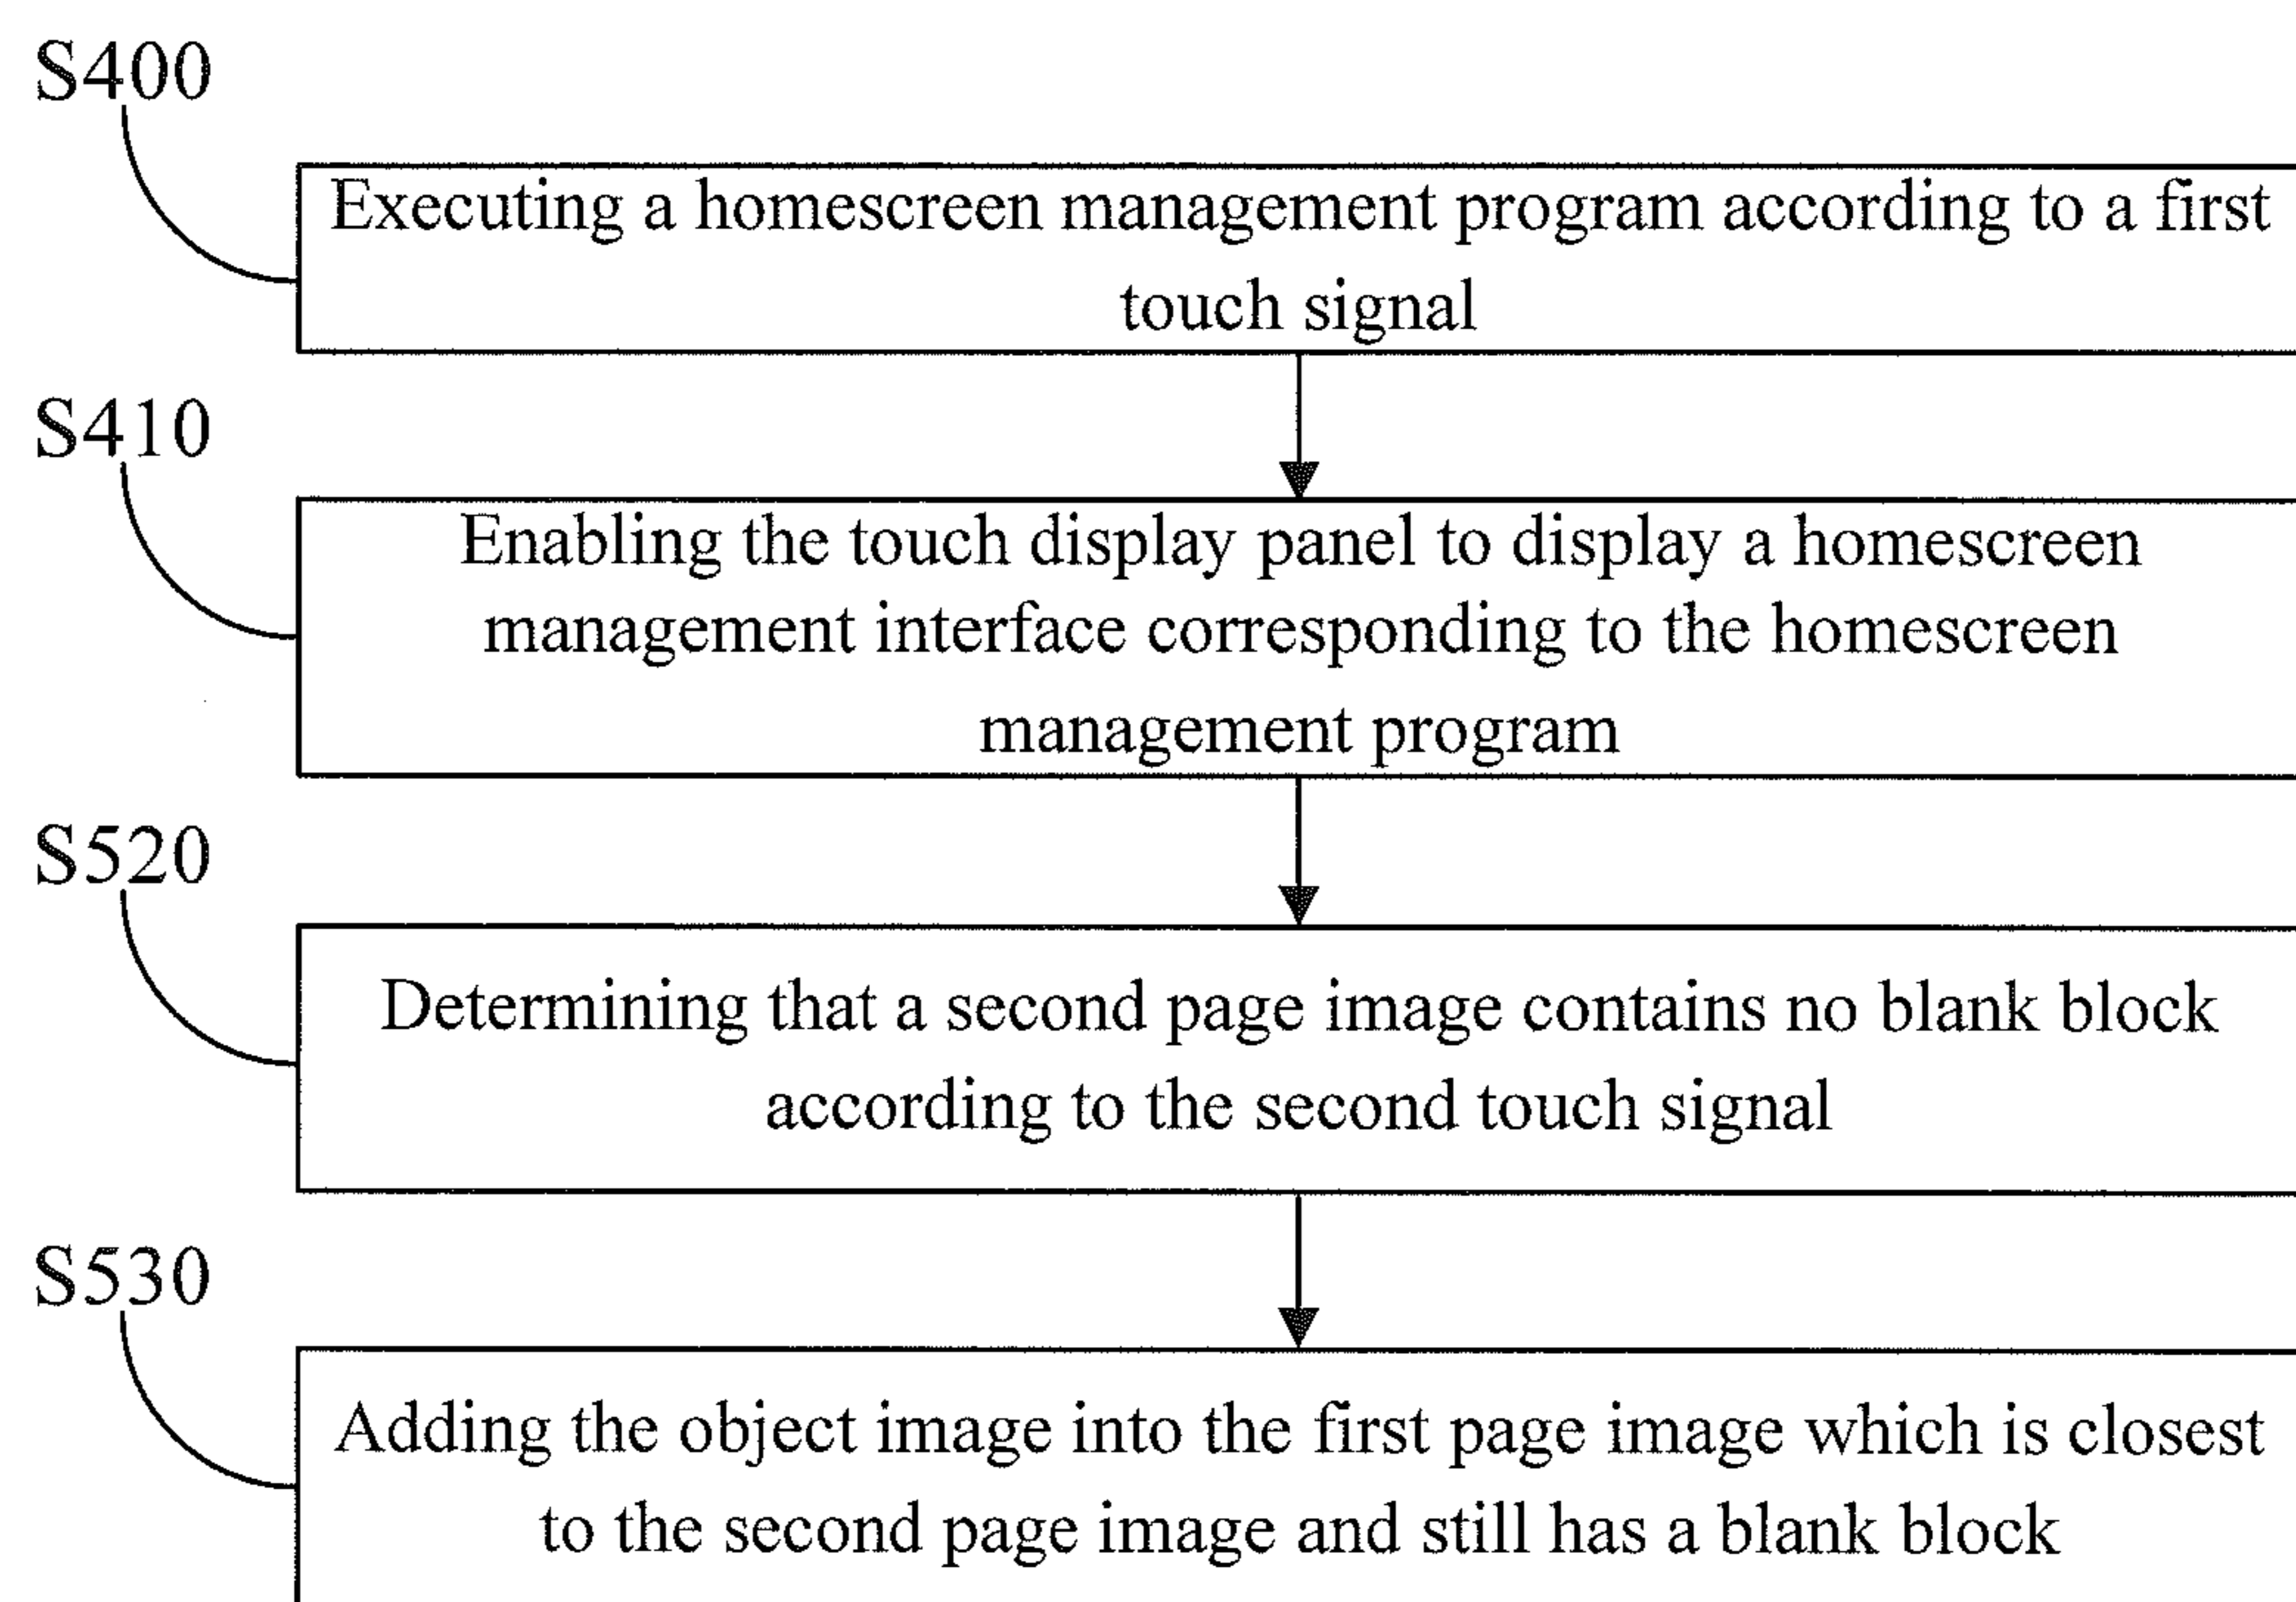 S400
Executing a homescreen management program according to a first
touch signal
S410
Enabling the touch display panel to display a homescreen
management interface corresponding to the homescreen
management program
S520
Determining that a second page image contains no blank block
according to the second touch signal
S530
Adding the object image into the first page image which is closest
to the second page image and still has a blank block